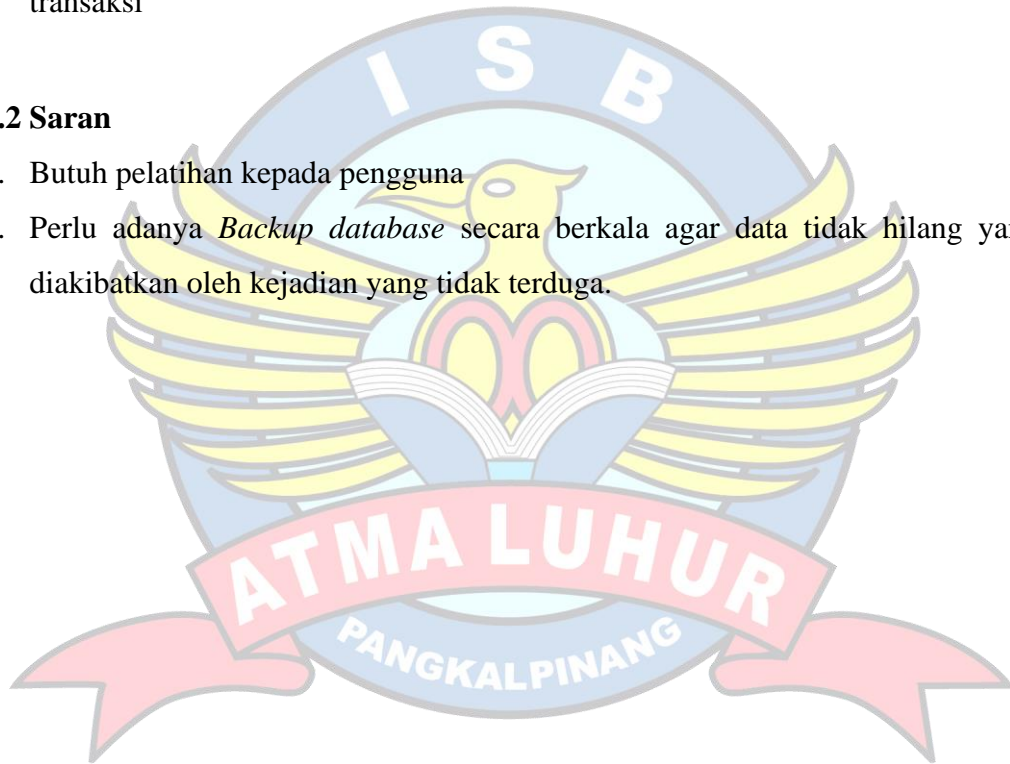 transaksi
.2 Saran
. Butuh pelatihan kepada pengguna
. Perlu adanya Backup database secara berkala agar data tidak hilang
diakibatkan oleh kejadian yang tidak terduga.
I S B
ATMA LUHUR
PANGKALPINANG